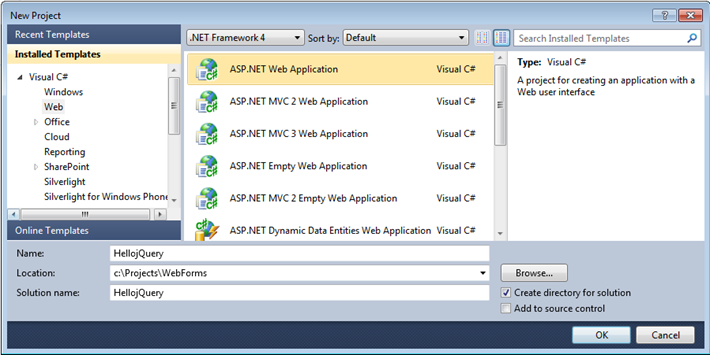 New Project
Recent Templates
.NET Framework 4 Sort by: Default Search Installed Templates
Installed Templates
Visual C#
Windows
Web
Office
Cloud
Reporting
SharePoint
Silverlight
Silverlight for Windows Phone
Online Templates
ASP.NET Web Application Visual C#
ASP.NET MVC 2 Web Application Visual C#
ASP.NET MVC 3 Web Application Visual C#
ASP.NET Empty Web Application Visual C#
ASP.NET MVC 2 Empty Web Application Visual C#
ASP.NET Dynamic Data Entities Web Application Visual C#
Type: Visual C#
A project for creating an application with a
Web user interface
Name: HellojQuery
Location: c:\Projects\WebForms Browse...
Solution name: HellojQuery
Create directory for solution
Add to source control
OK Cancel